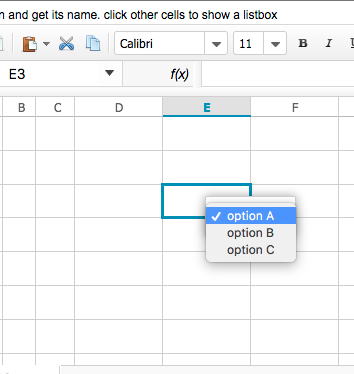 and get its name. click other cells to show a listbox
Calibri
11
B I
E3
f(x)
B C D E F
✓ option A
option B
option C